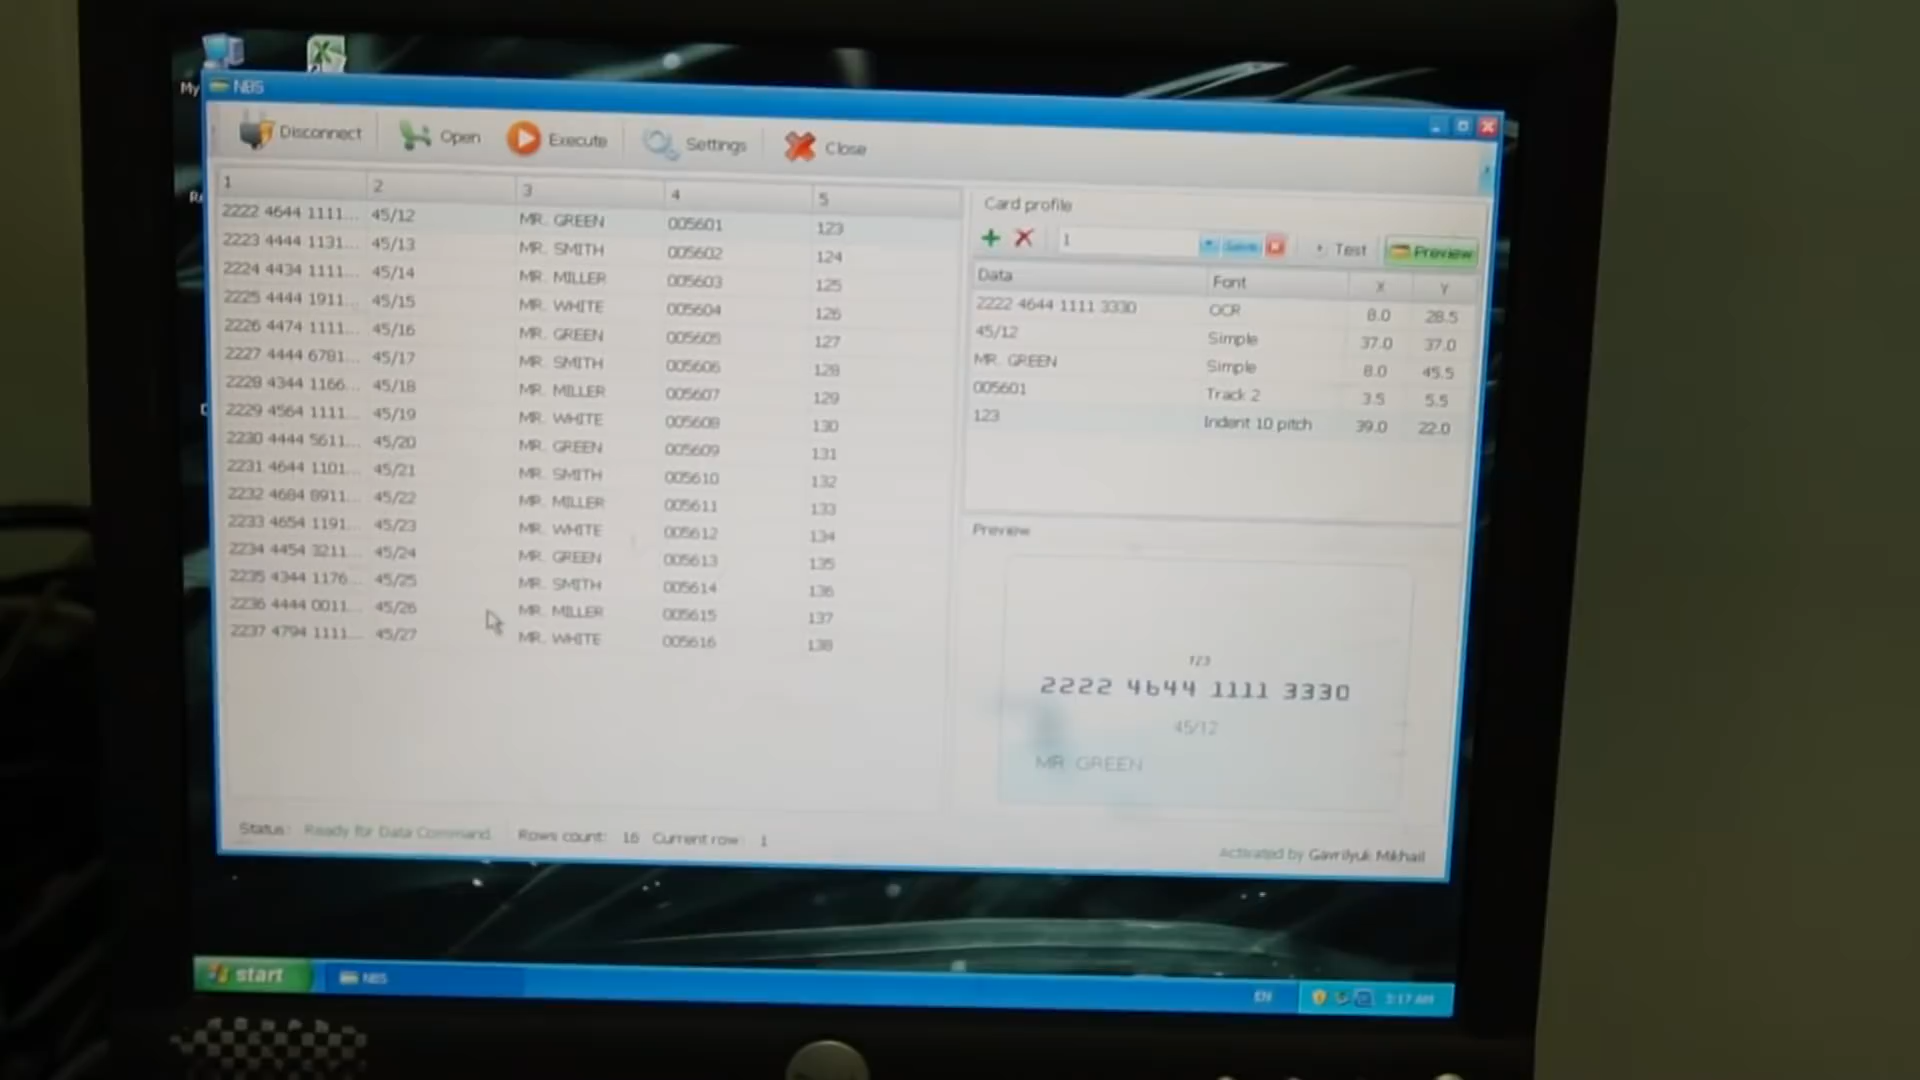 My
NBS
Disconnect Open Execute Settings Close
1 2 3 4 5
2222 4644 1111... 45/12 MR. GREEN 005601 123
2223 4444 1131... 45/13 MR. SMITH 005602 124
2224 4434 1111... 45/14 MR. MILLER 005603 125
2225 4444 1911... 45/15 MR. WHITE 005604 126
2226 4474 1111... 45/16 MR. GREEN 005605 127
2227 4444 6781... 45/17 MR. SMITH 005606 128
2228 4344 1166... 45/18 MR. MILLER 005607 129
2229 4564 1111... 45/19 MR. WHITE 005608 130
2230 4444 5611... 45/20 MR. GREEN 005609 131
2231 4644 1101... 45/21 MR. SMITH 005610 132
2232 4684 8911... 45/22 MR. MILLER 005611 133
2233 4654 1191... 45/23 MR. WHITE 005612 134
2234 4454 3211... 45/24 MR. GREEN 005613 135
2235 4344 1176... 45/25 MR. SMITH 005614 136
2236 4444 0011... 45/26 MR. MILLER 005615 137
2237 4794 1111... 45/27 MR. WHITE 005616 138
Card profile
1 Save Test Preview
Data Font X Y
2222 4644 1111 3330 OCR 8.0 28.5
45/12 Simple 37.0 37.0
MR. GREEN Simple 8.0 45.5
005601 Track 2 3.5 5.5
123 Indent 10 pitch 39.0 22.0
Preview
123
2222 4644 1111 3330
45/12
MR. GREEN
Status: Ready for Data Command Rows count: 16 Current row: 1
Activated by Gavrilyuk Mikhail
start NBS EN 3:17 AM